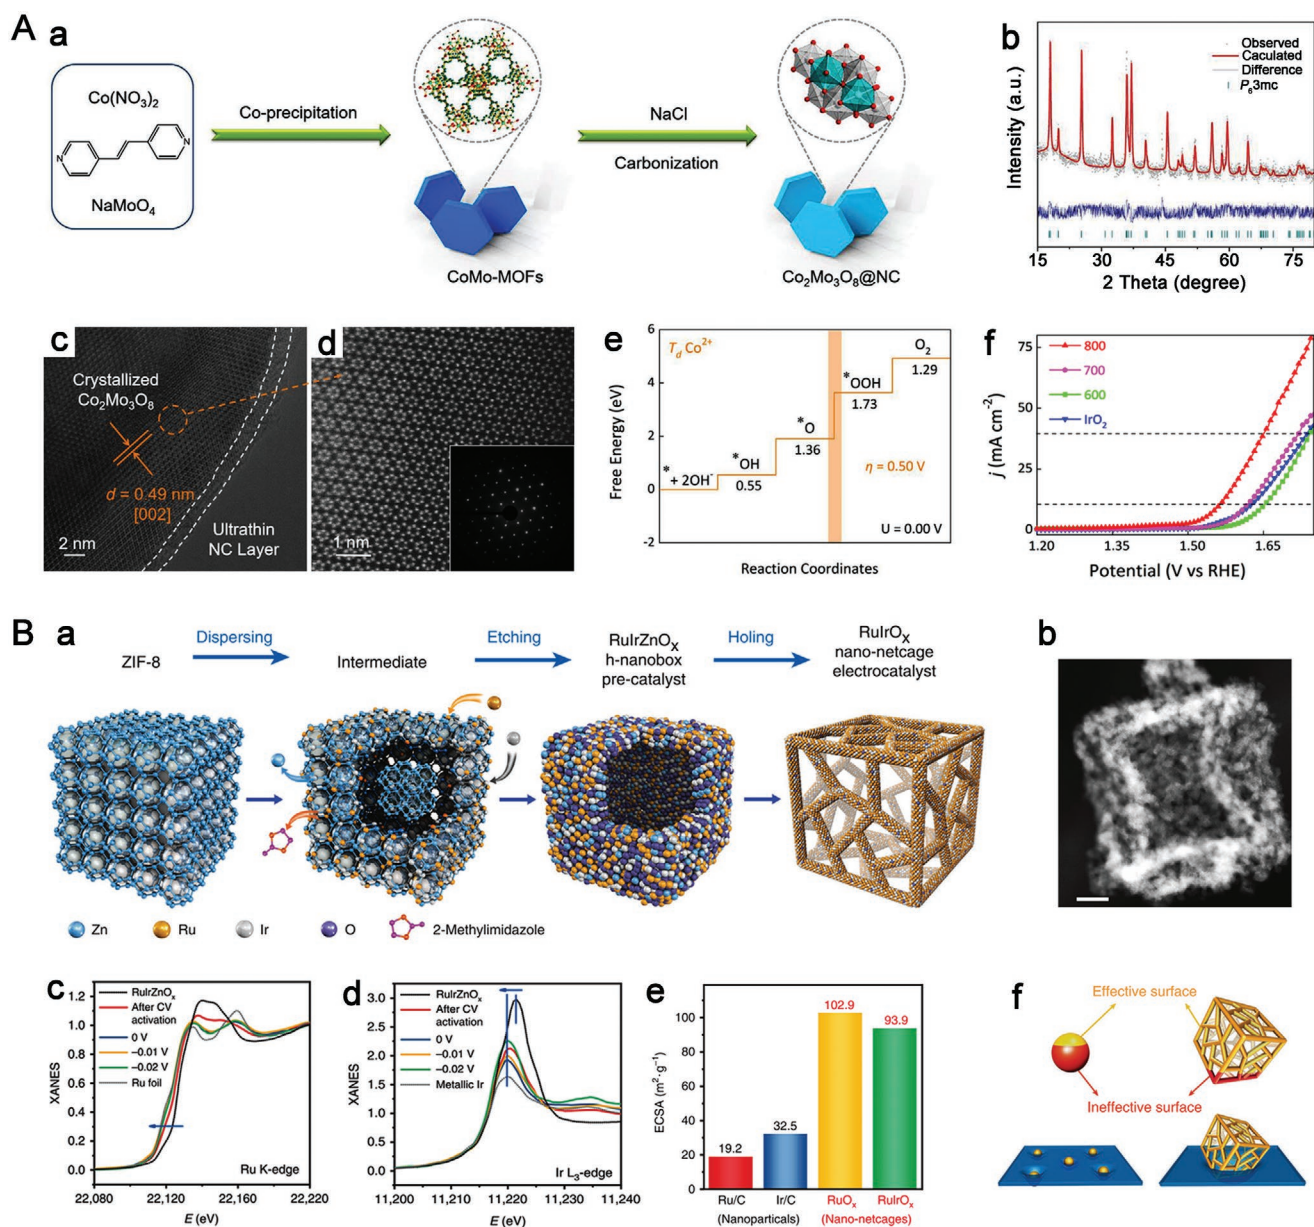 A
a
Co(NO₃)₂
N
N
NaMoO₄
Co-precipitation
CoMo-MOFs
NaCl
Carbonization
Co₂Mo₃O₈@NC
b
Intensity (a.u.)
Observed
Caculated
Difference
P₆3mc
15 30 45 60 75
2 Theta (degree)
c
Crystallized
Co₂Mo₃O₈
d = 0.49 nm
[002]
2 nm
Ultrathin
NC Layer
d
1 nm
e
Free Energy (eV)
6
4
2
0
-2
T_d Co²⁺
*
+ 2OH⁻
*OH
0.55
*O
1.36
*OOH
1.73
O₂
1.29
η = 0.50 V
U = 0.00 V
Reaction Coordinates
f
j (mA cm⁻²)
75
50
25
0
800
700
600
IrO₂
1.20 1.35 1.50 1.65
Potential (V vs RHE)
B
a
ZIF-8
Dispersing
Intermediate
Etching
RuIrZnOₓ
h-nanobox
pre-catalyst
Holing
RuIrOₓ
nano-netcage
electrocatalyst
Zn
Ru
Ir
O
2-Methylimidazole
b
c
XANES
1.2
1.0
0.8
0.6
0.4
0.2
0.0
RuIrZnOₓ
After CV
activation
0 V
–0.01 V
–0.02 V
Ru foil
Ru K-edge
22,080 22,120 22,160 22,220
E (eV)
d
XANES
3.0
2.5
2.0
1.5
1.0
0.5
0.0
RuIrZnOₓ
After CV
activation
0 V
–0.01 V
–0.02 V
Metallic Ir
Ir L₃-edge
11,200 11,210 11,220 11,230 11,240
E (eV)
e
ECSA (m²·g⁻¹)
100
80
60
40
20
0
19.2
32.5
102.9
93.9
Ru/C Ir/C RuOₓ RuIrOₓ
(Nanoparticals) (Nano-netcages)
f
Effective surface
Ineffective surface